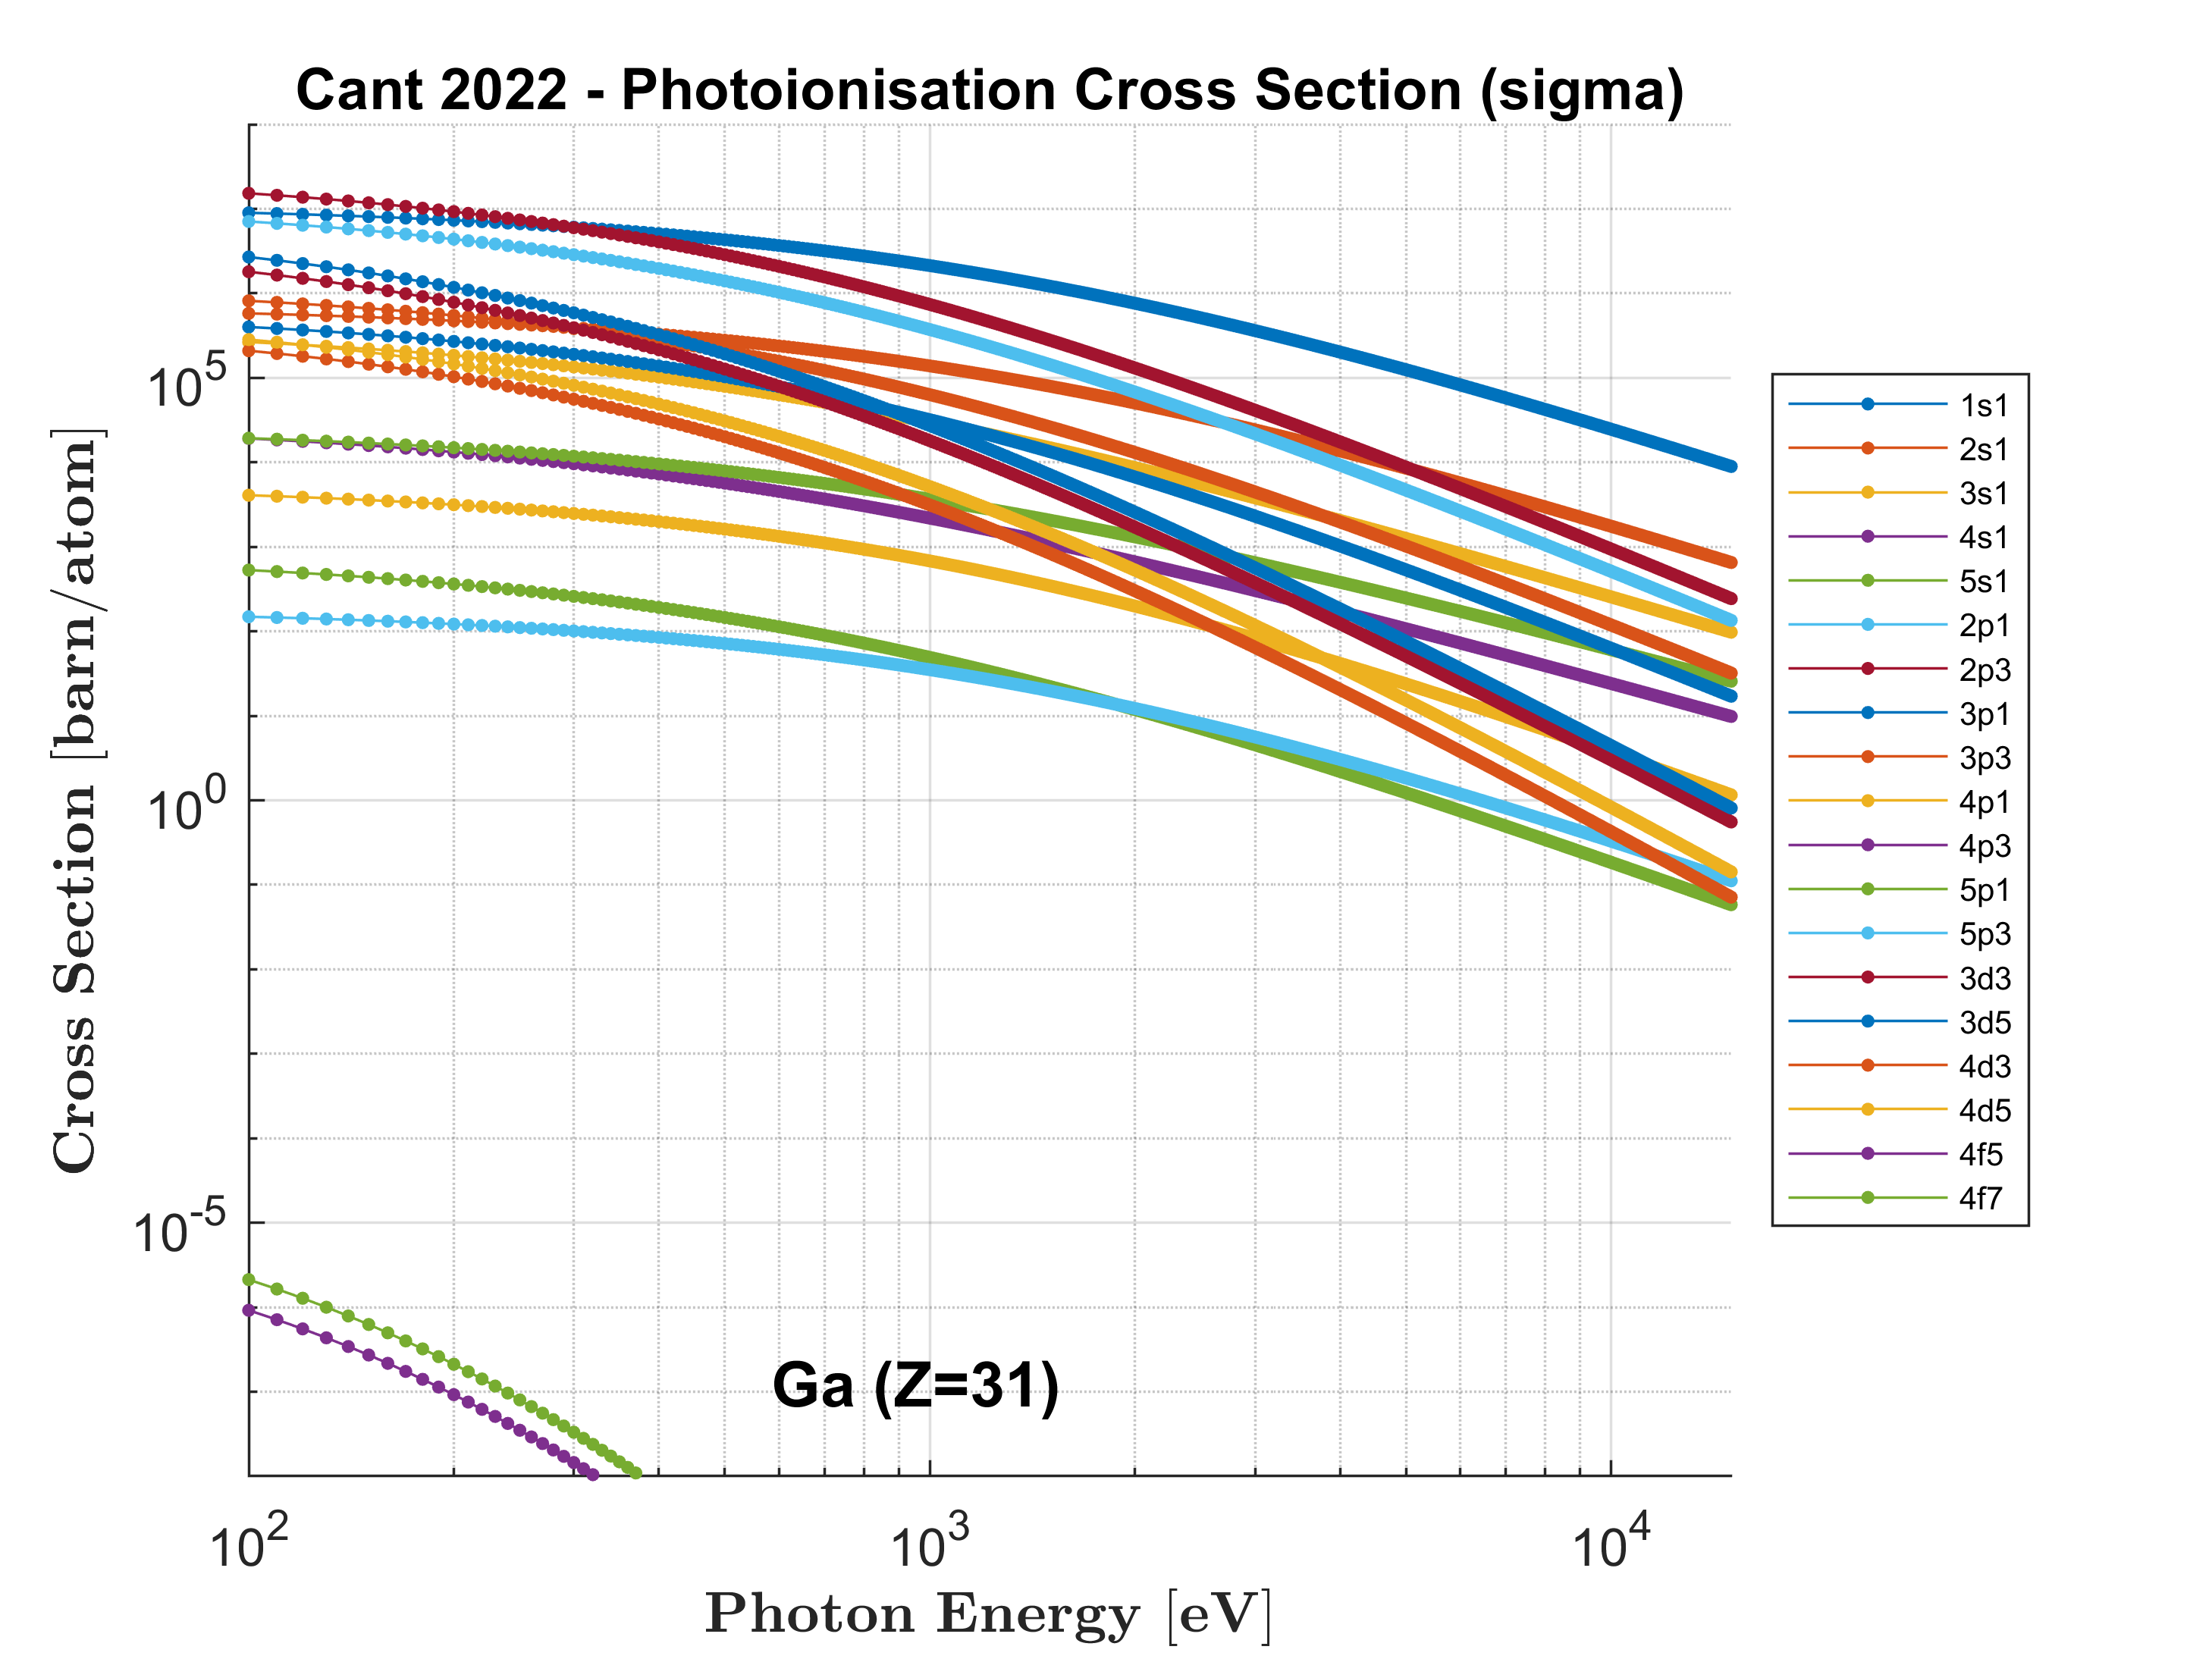 Cant 2022 - Photoionisation Cross Section (sigma)
10^5
10^0
10^-5
Cross Section [barn/atom]
1s1
2s1
3s1
4s1
5s1
2p1
2p3
3p1
3p3
4p1
4p3
5p1
5p3
3d3
3d5
4d3
4d5
4f5
4f7
Ga (Z=31)
10^2
10^3
10^4
Photon Energy [eV]